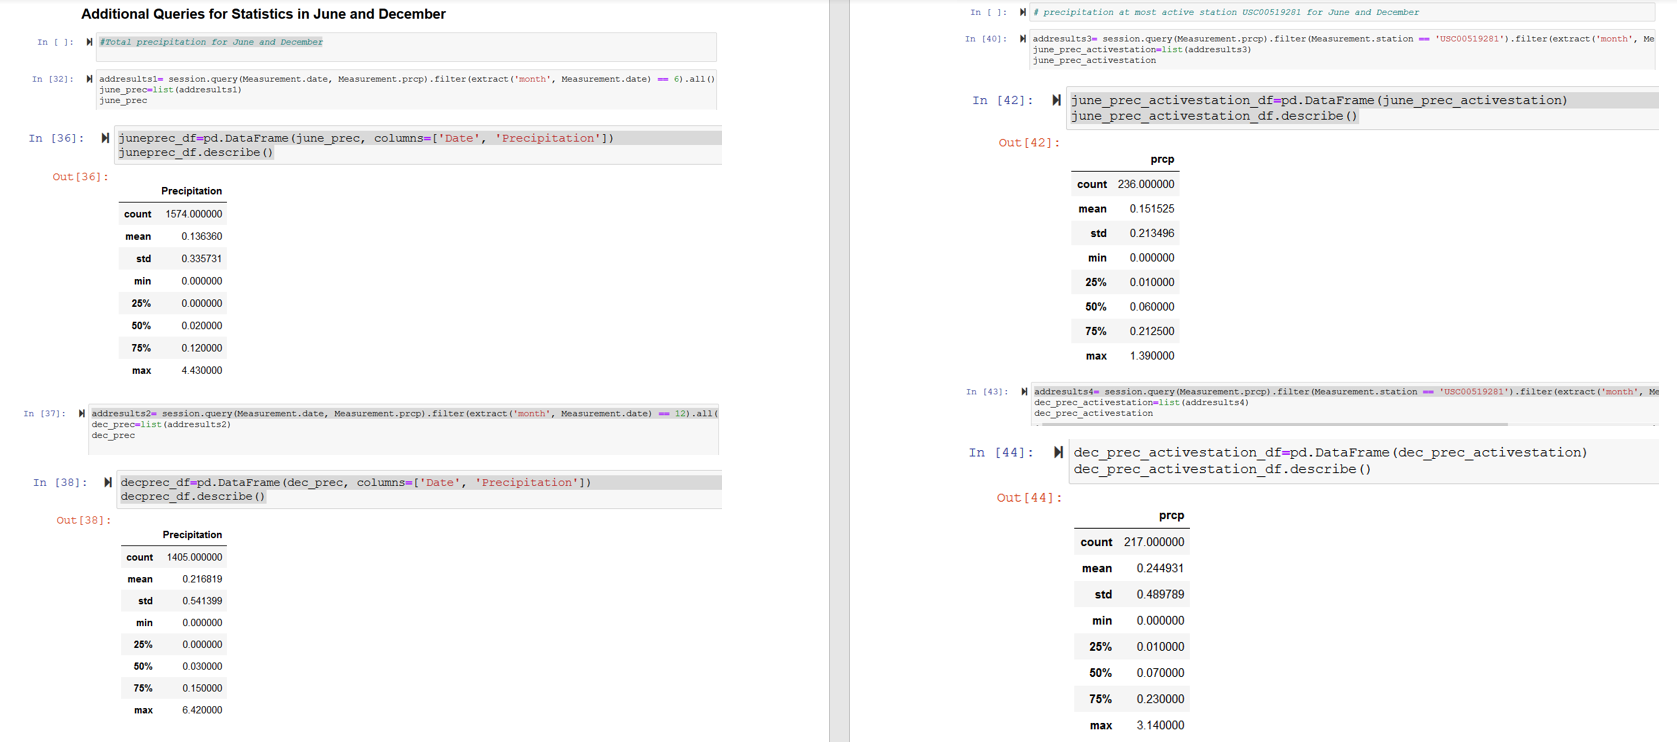 Additional Queries for Statistics in June and December
In [ ]: #Total precipitation for June and December
In [32]: addresults1= session.query(Measurement.date, Measurement.prcp).filter(extract('month', Measurement.date) == 6).all()
june_prec=list(addresults1)
june_prec
In [36]: juneprec_df=pd.DataFrame(june_prec, columns=['Date', 'Precipitation'])
juneprec_df.describe()
Out[36]:
Precipitation
count 1574.000000
mean 0.136360
std 0.335731
min 0.000000
25% 0.000000
50% 0.020000
75% 0.120000
max 4.430000
In [37]: addresults2= session.query(Measurement.date, Measurement.prcp).filter(extract('month', Measurement.date) == 12).all(
dec_prec=list(addresults2)
dec_prec
In [38]: decprec_df=pd.DataFrame(dec_prec, columns=['Date', 'Precipitation'])
decprec_df.describe()
Out[38]:
Precipitation
count 1405.000000
mean 0.216819
std 0.541399
min 0.000000
25% 0.000000
50% 0.030000
75% 0.150000
max 6.420000
In [ ]: # precipitation at most active station USC00519281 for June and December
In [40]: addresults3= session.query(Measurement.prcp).filter(Measurement.station == 'USC00519281').filter(extract('month', Me
june_prec_activestation=list(addresults3)
june_prec_activestation
In [42]: june_prec_activestation_df=pd.DataFrame(june_prec_activestation)
june_prec_activestation_df.describe()
Out[42]:
prcp
count 236.000000
mean 0.151525
std 0.213496
min 0.000000
25% 0.010000
50% 0.060000
75% 0.212500
max 1.390000
In [43]: addresults4= session.query(Measurement.prcp).filter(Measurement.station == 'USC00519281').filter(extract('month', Me
dec_prec_activestation=list(addresults4)
dec_prec_activestation
In [44]: dec_prec_activestation_df=pd.DataFrame(dec_prec_activestation)
dec_prec_activestation_df.describe()
Out[44]:
prcp
count 217.000000
mean 0.244931
std 0.489789
min 0.000000
25% 0.010000
50% 0.070000
75% 0.230000
max 3.140000